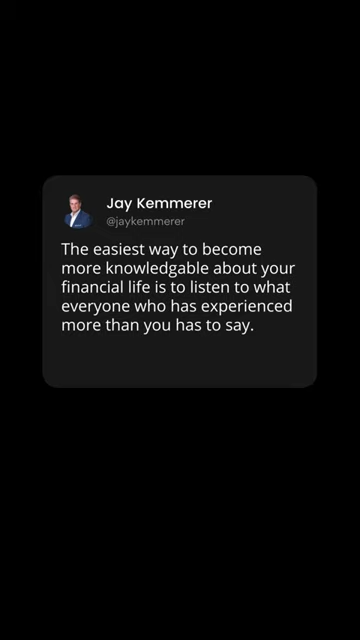 Jay Kemmerer
@jaykemmerer
The easiest way to become
more knowledgable about your
financial life is to listen to what
everyone who has experienced
more than you has to say.